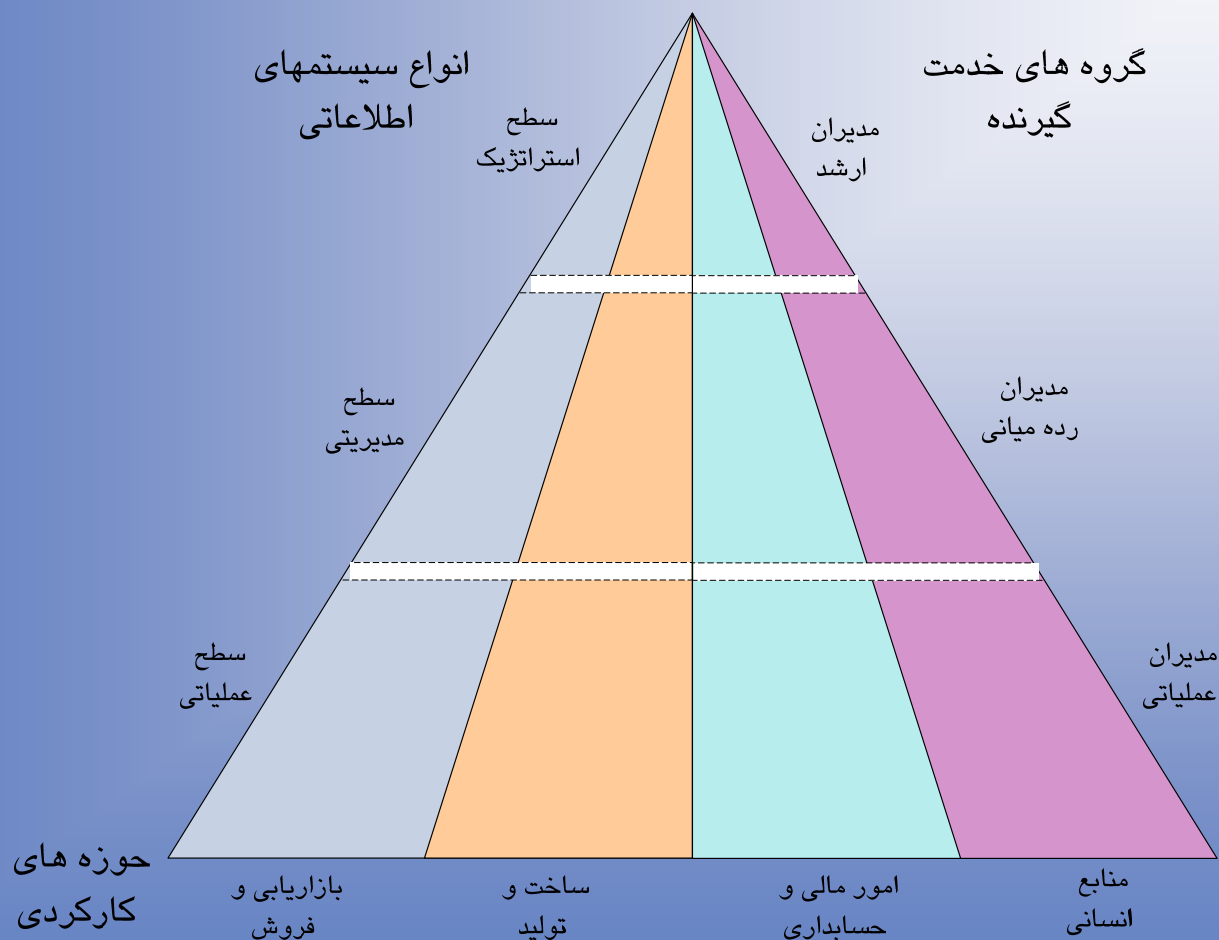 گروه های خدمت
گیرنده
انواع سیستمهای
اطلاعاتی
مدیران
ارشد
سطح
استراتژیک
مدیران
رده میانی
سطح
مدیریتی
مدیران
عملیاتی
سطح
عملیاتی
منابع
انسانی
امور مالی و
حسابداری
ساخت و
تولید
بازاریابی و
فروش
حوزه های
کارکردی